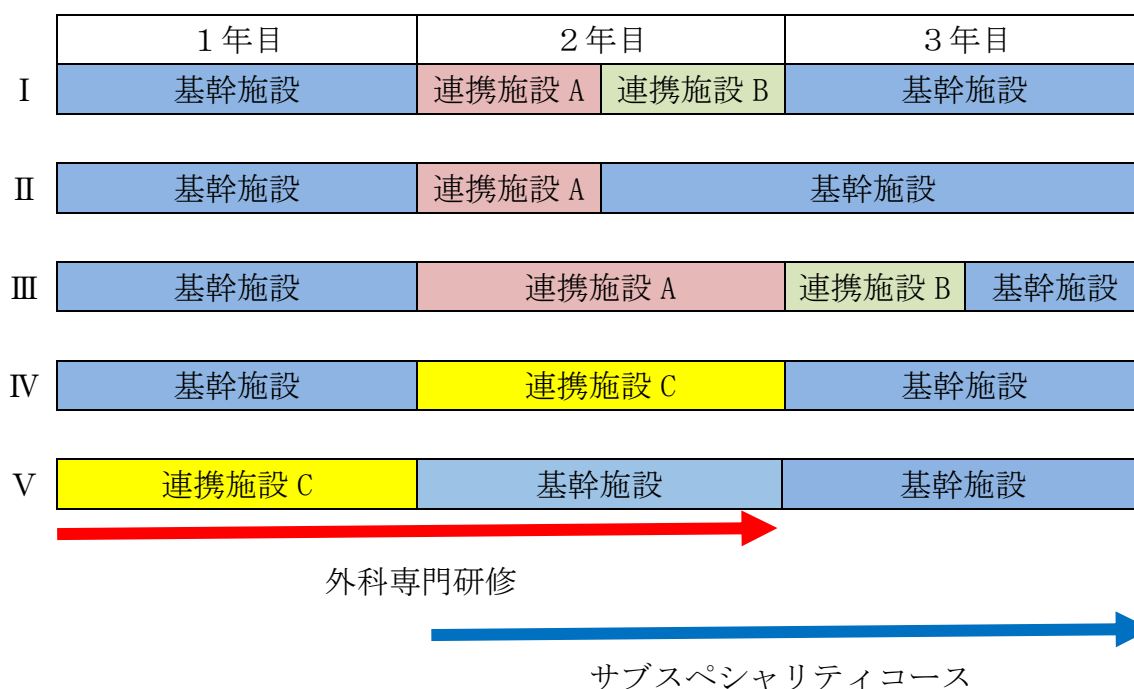 １年目 ２年目 ３年目
Ⅰ 基幹施設 連携施設 A 連携施設 B 基幹施設
Ⅱ 基幹施設 連携施設 A 基幹施設
Ⅲ 基幹施設 連携施設 A 連携施設 B 基幹施設
Ⅳ 基幹施設 連携施設 C 基幹施設
Ⅴ 連携施設 C 基幹施設 基幹施設
外科専門研修
サブスペシャリティコース